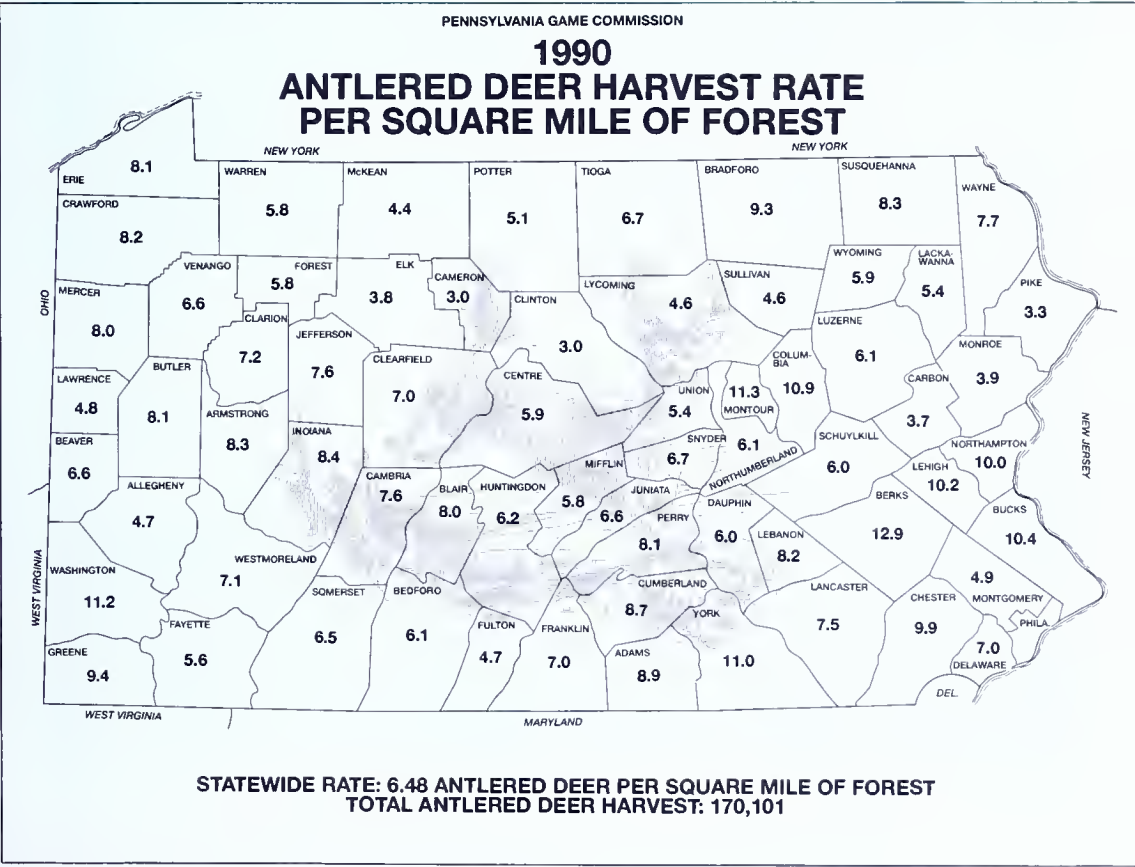 PENNSYLVANIA GAME COMMISSION
1990
ANTLERED DEER HARVEST RATE
PER SQUARE MILE OF FOREST
NEW YORK
NEW YORK
ERIE
8.1
WARREN
5.8
McKEAN
4.4
POTTER
5.1
TIOGA
6.7
BRADFORD
9.3
SUSQUEHANNA
8.3
WAYNE
7.7
CRAWFORD
8.2
VENANGO
6.6
FOREST
5.8
ELK
3.8
CAMERON
3.0
CLINTON
3.0
LYCOMING
4.6
SULLIVAN
4.6
WYOMING
5.9
LACKA-
WANNA
5.4
PIKE
3.3
OHIO
MERCER
8.0
CLARION
7.2
JEFFERSON
7.6
CLEARFIELD
7.0
CENTRE
5.9
UNION
5.4
11.3
MONTOUR
COLUM-
BIA
10.9
LUZERNE
6.1
MONROE
3.9
CARBON
3.7
LAWRENCE
4.8
BUTLER
8.1
ARMSTRONG
8.3
INDIANA
8.4
BEAVER
6.6
ALLEGHENY
4.7
CAMBRIA
7.6
BLAIR
8.0
HUNTINGDON
6.2
MIFFLIN
5.8
SNYDER
6.7
6.1
NORTHUMBERLAND
SCHUYLKILL
6.0
NORTHAMPTON
10.0
LEHIGH
10.2
NEW JERSEY
JUNIATA
6.6
PERRY
8.1
DAUPHIN
6.0
LEBANON
8.2
BERKS
12.9
BUCKS
10.4
WEST VIRGINIA
WASHINGTON
11.2
WESTMORELAND
7.1
SOMERSET
6.5
BEDFORD
6.1
FULTON
4.7
FRANKLIN
7.0
CUMBERLAND
8.7
YORK
11.0
ADAMS
8.9
LANCASTER
7.5
CHESTER
9.9
4.9
MONTGOMERY
PHILA.
7.0
DELAWARE
DEL.
GREENE
9.4
FAYETTE
5.6
WEST VIRGINIA
MARYLAND
STATEWIDE RATE: 6.48 ANTLERED DEER PER SQUARE MILE OF FOREST
TOTAL ANTLERED DEER HARVEST: 170,101